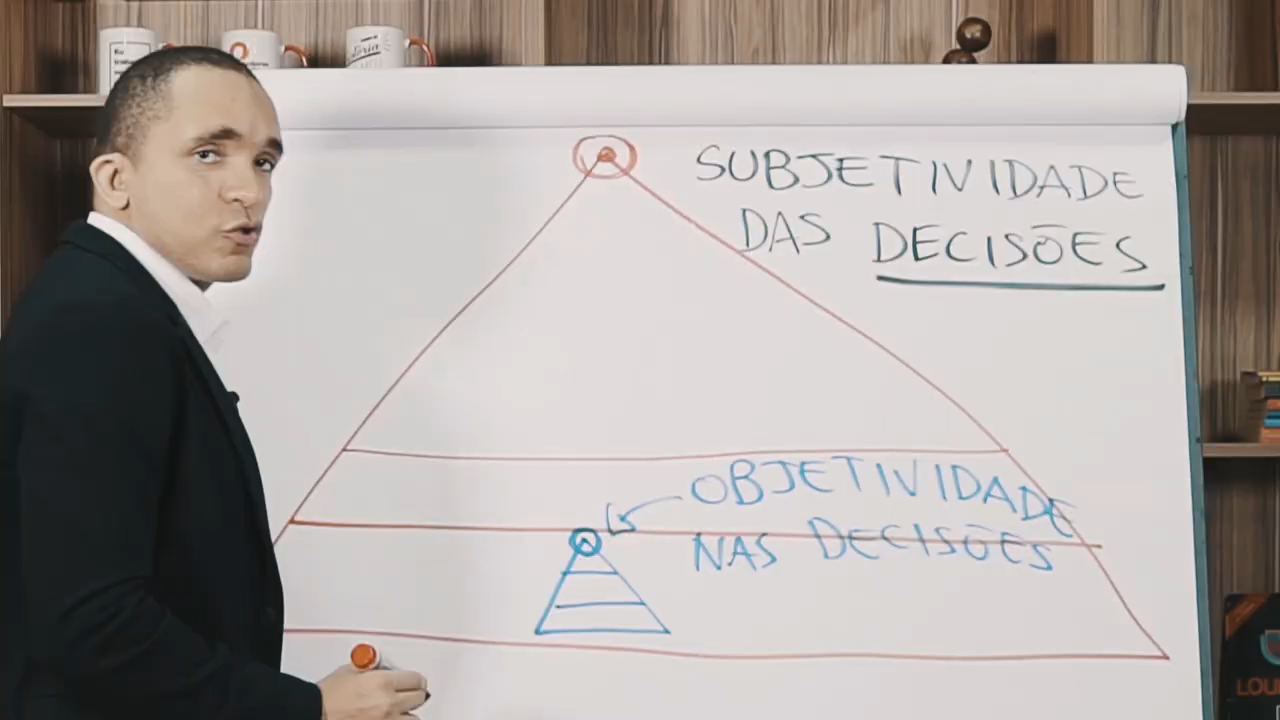 SUBJETIVIDADE
DAS DECISÕES
OBJETIVIDADE
NAS DECISÕES